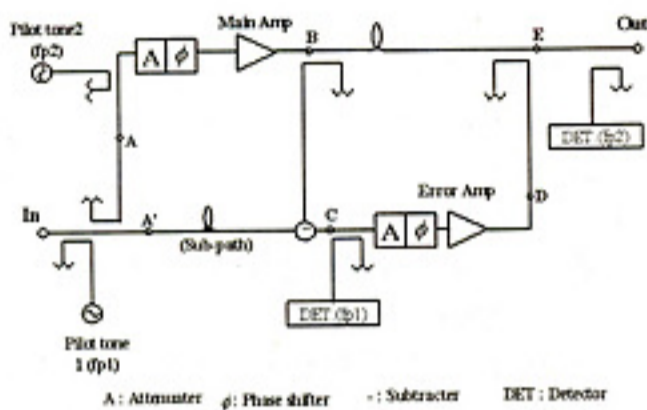 Main Amp
Pilot tone2
(fp2)
A ϕ
B
E
Out
DET (fp2)
A
Error Amp
In
A'
(Sub-path)
-
C
A ϕ
D
DET (fp1)
Pilot tone
1 (fp1)
A : Attenuater ϕ: Phase shifter - : Subtracter DET : Detector